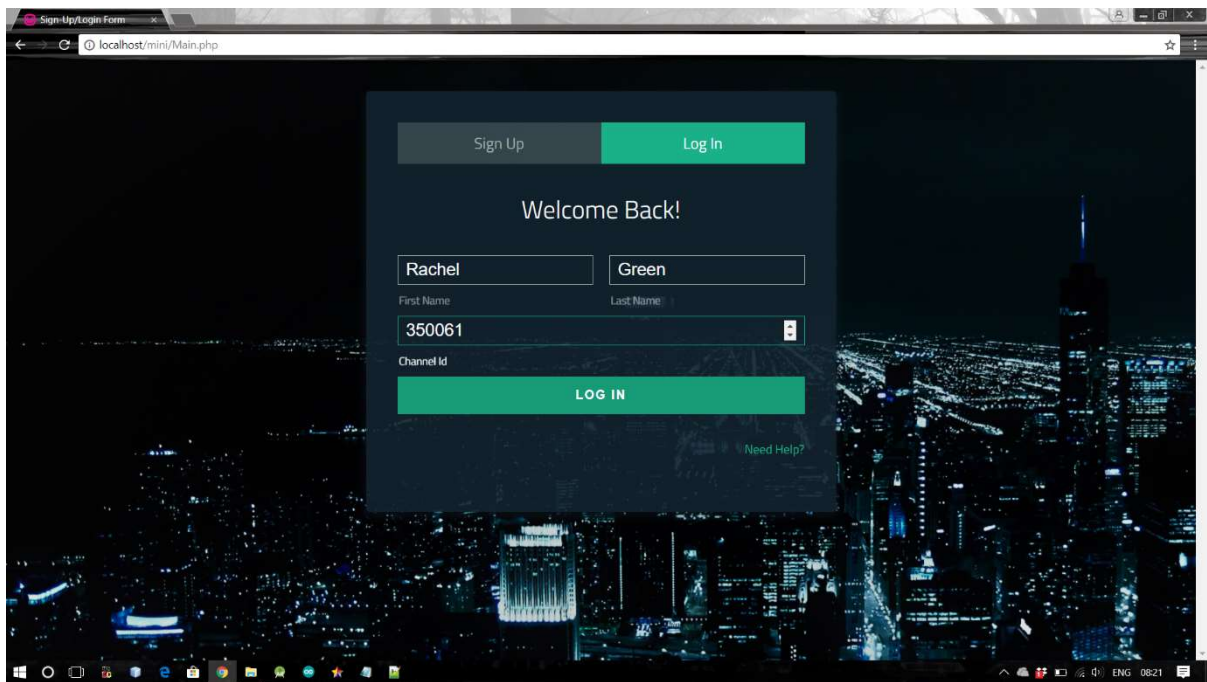 Sign-Up/Login Form
localhost/mini/Main.php
Sign Up Log In
Welcome Back!
Rachel Green
First Name Last Name
350061
Channel Id
LOG IN
Need Help?
ENG 08:21